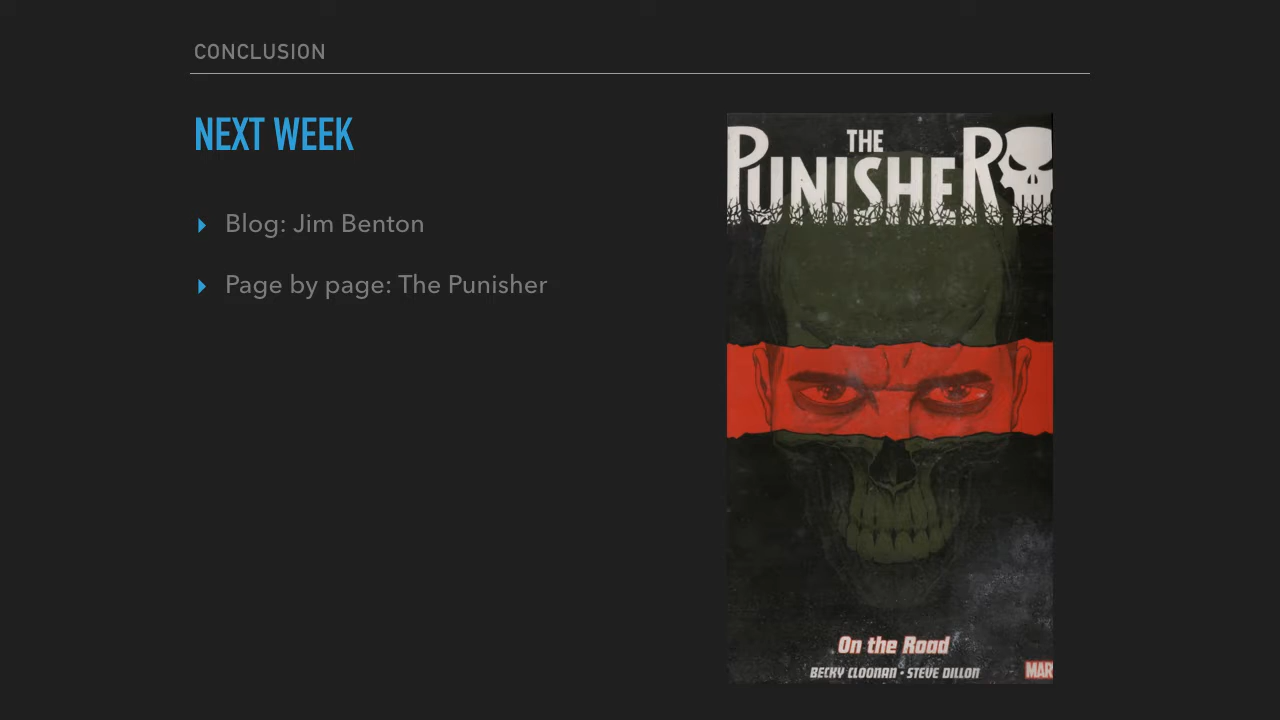 CONCLUSION
NEXT WEEK
Blog: Jim Benton
Page by page: The Punisher
THE
PUNISHER
On the Road
BECKY CLOONAN • STEVE DILLON
MAR